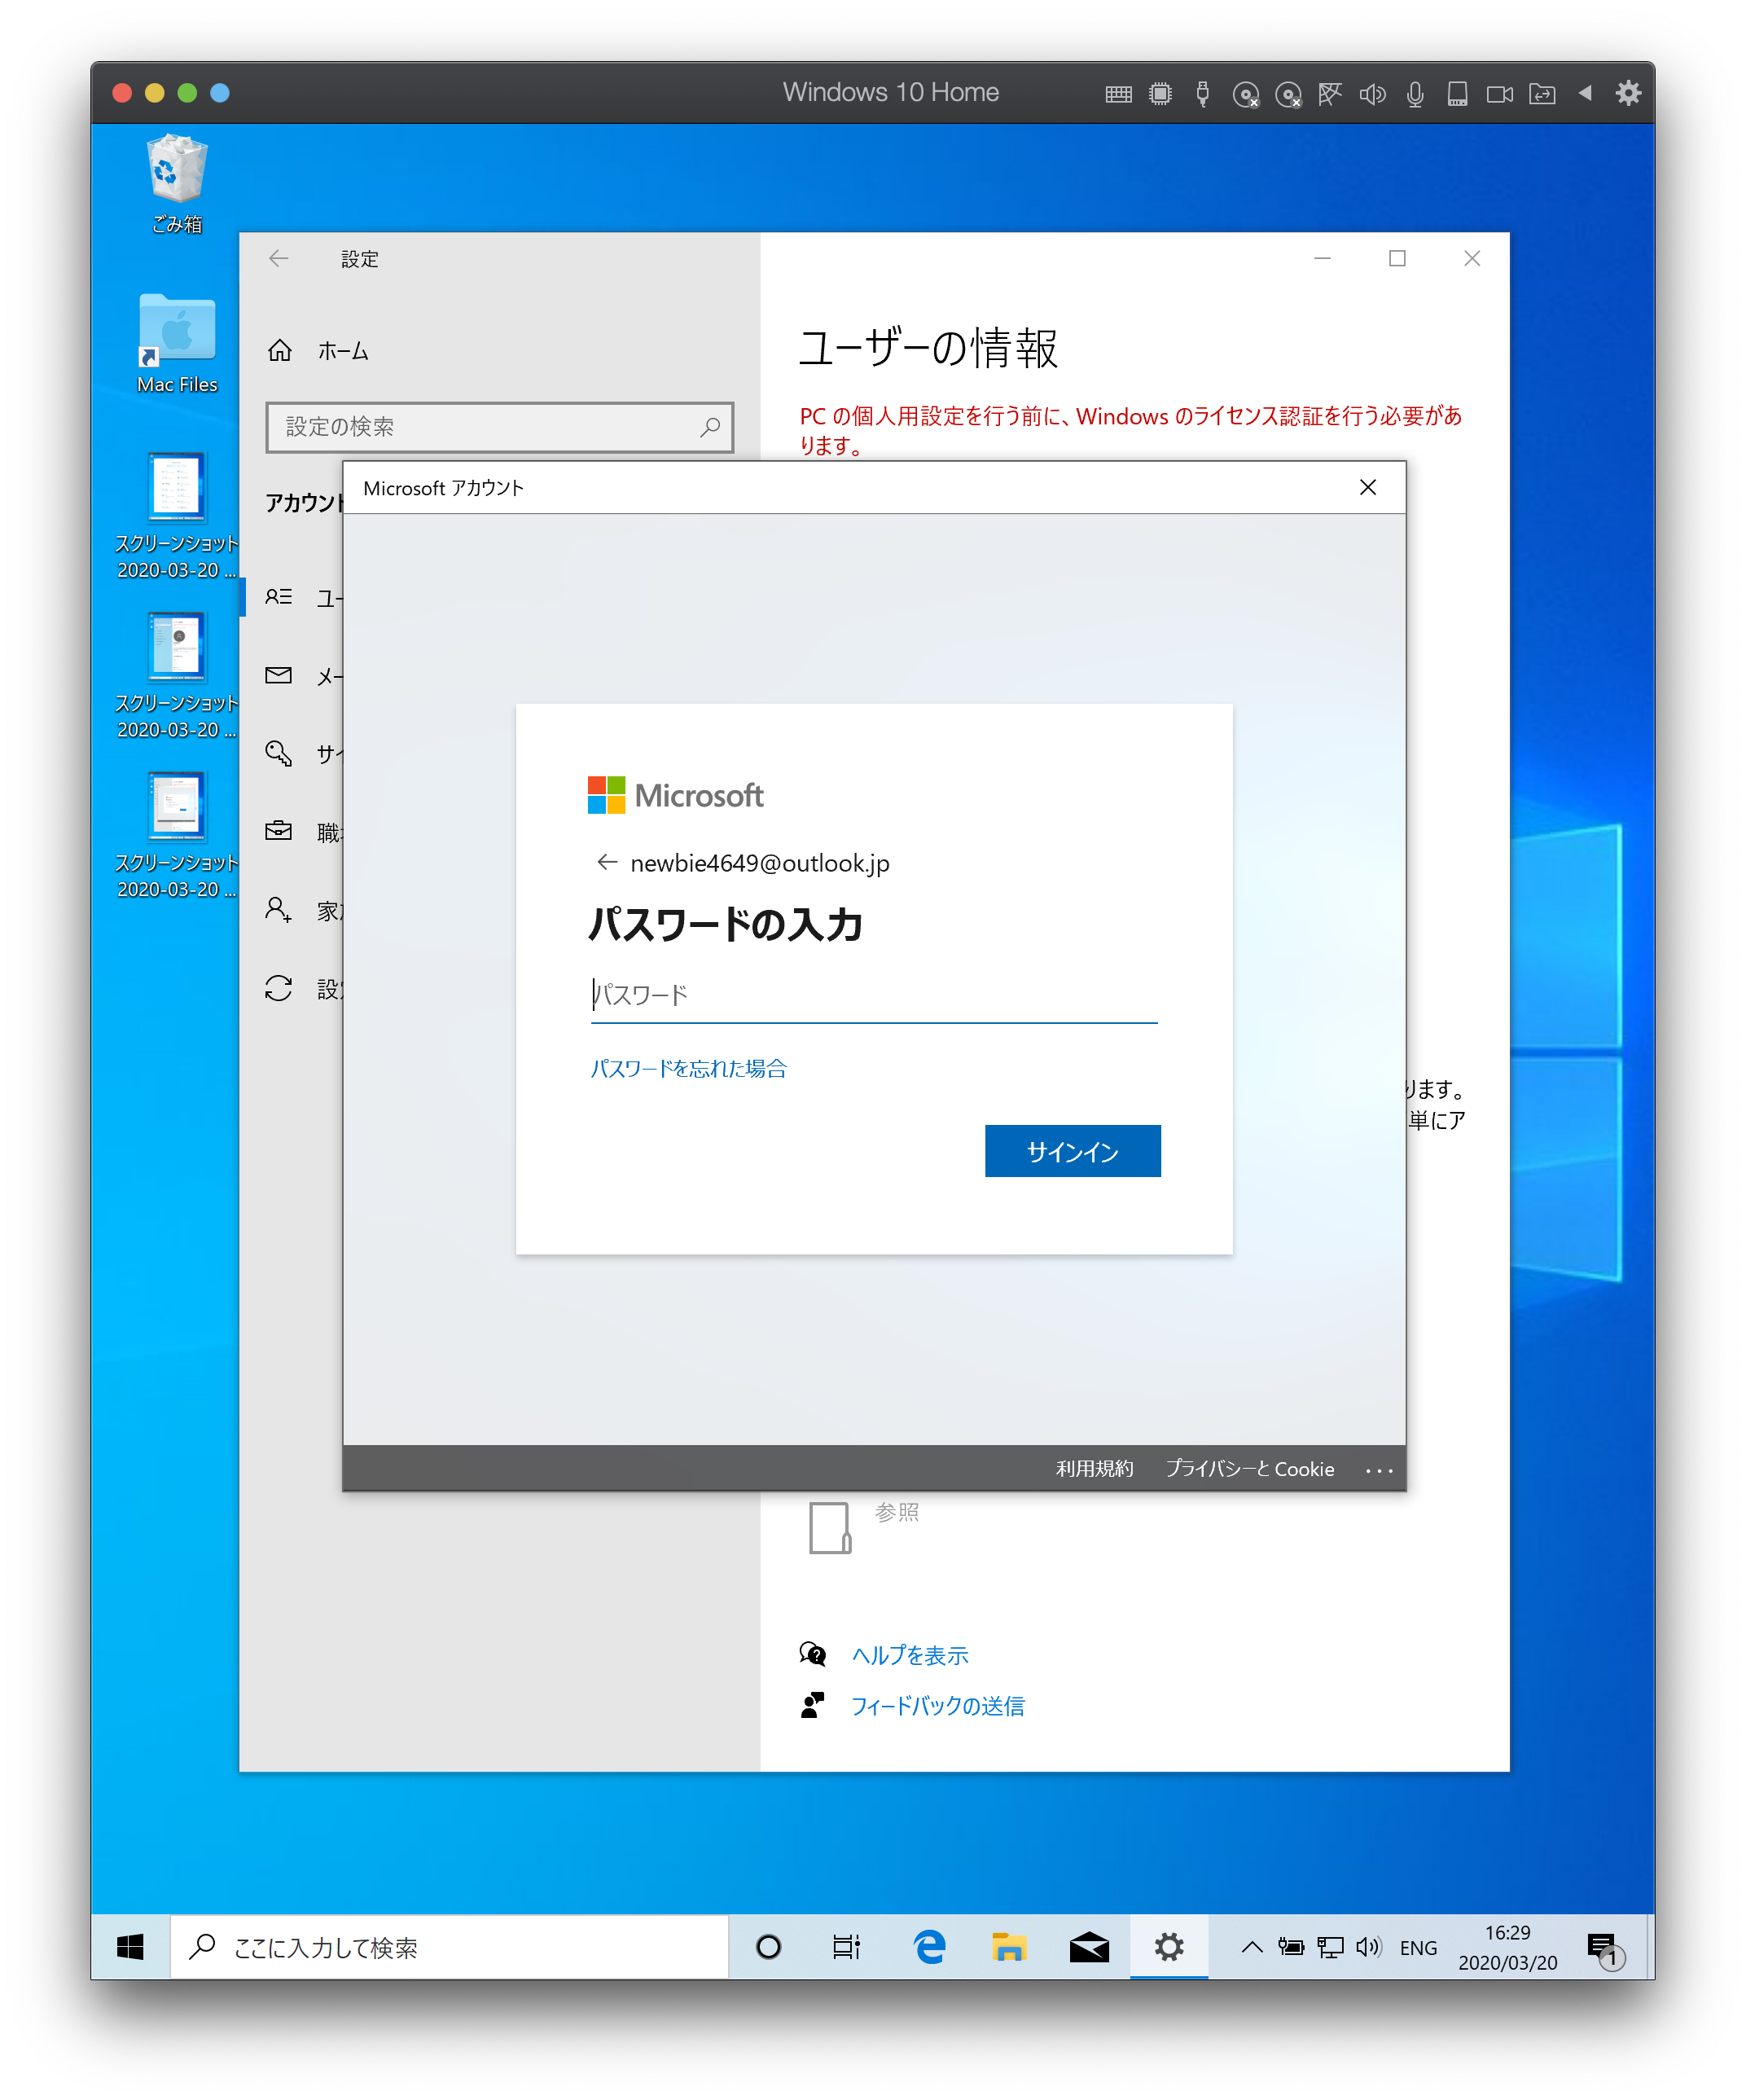 Windows 10 Home
ごみ箱
Mac Files
スクリーンショット
2020-03-20 ...
スクリーンショット
2020-03-20 ...
スクリーンショット
2020-03-20 ...
設定
ホーム
設定の検索
アカウント
ユー
メー
サイ
職
家
設
ユーザーの情報
PC の個人用設定を行う前に、Windows のライセンス認証を行う必要があ
ります。
Microsoft アカウント
Microsoft
newbie4649@outlook.jp
パスワードの入力
パスワード
パスワードを忘れた場合
サインイン
ります。
単にア
利用規約 プライバシーと Cookie ...
参照
ヘルプを表示
フィードバックの送信
ここに入力して検索
ENG
16:29
2020/03/20
1